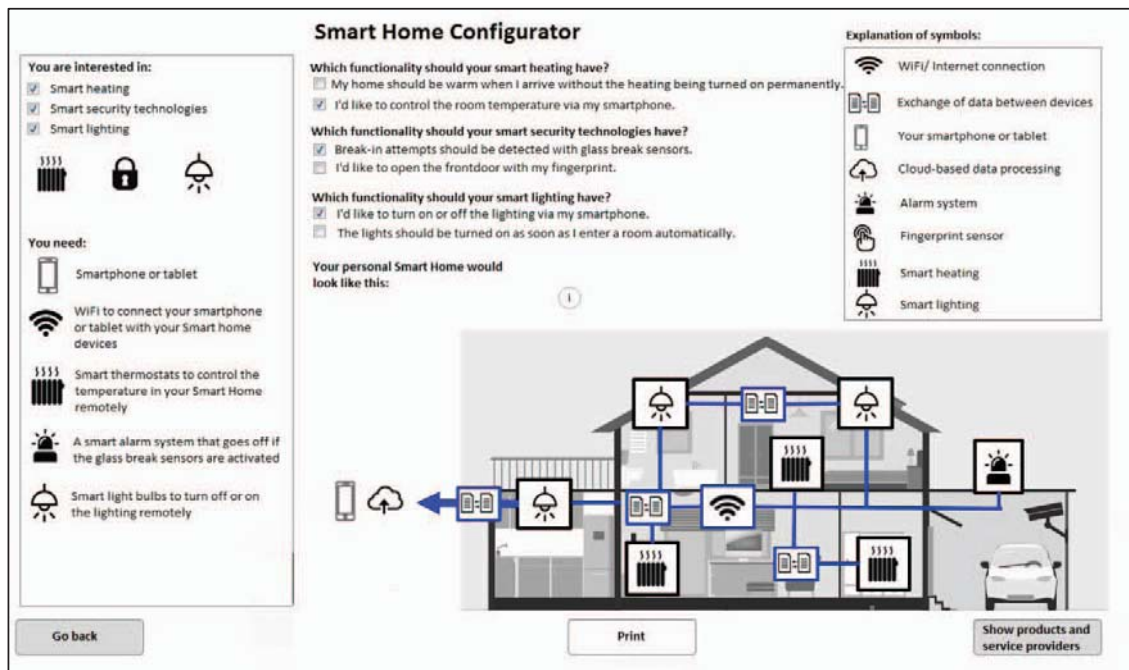 Smart Home Configurator
You are interested in:
Smart heating
Smart security technologies
Smart lighting
You need:
Smartphone or tablet
WiFi to connect your smartphone
or tablet with your Smart home
devices
Smart thermostats to control the
temperature in your Smart Home
remotely
A smart alarm system that goes off if
the glass break sensors are activated
Smart light bulbs to turn off or on
the lighting remotely
Which functionality should your smart heating have?
My home should be warm when I arrive without the heating being turned on permanently.
I'd like to control the room temperature via my smartphone.
Which functionality should your smart security technologies have?
Break-in attempts should be detected with glass break sensors.
I'd like to open the frontdoor with my fingerprint.
Which functionality should your smart lighting have?
I'd like to turn on or off the lighting via my smartphone.
The lights should be turned on as soon as I enter a room automatically.
Your personal Smart Home would
look like this:
i
Explanation of symbols:
WiFi/ Internet connection
Exchange of data between devices
Your smartphone or tablet
Cloud-based data processing
Alarm system
Fingerprint sensor
Smart heating
Smart lighting
Go back
Print
Show products and
service providers